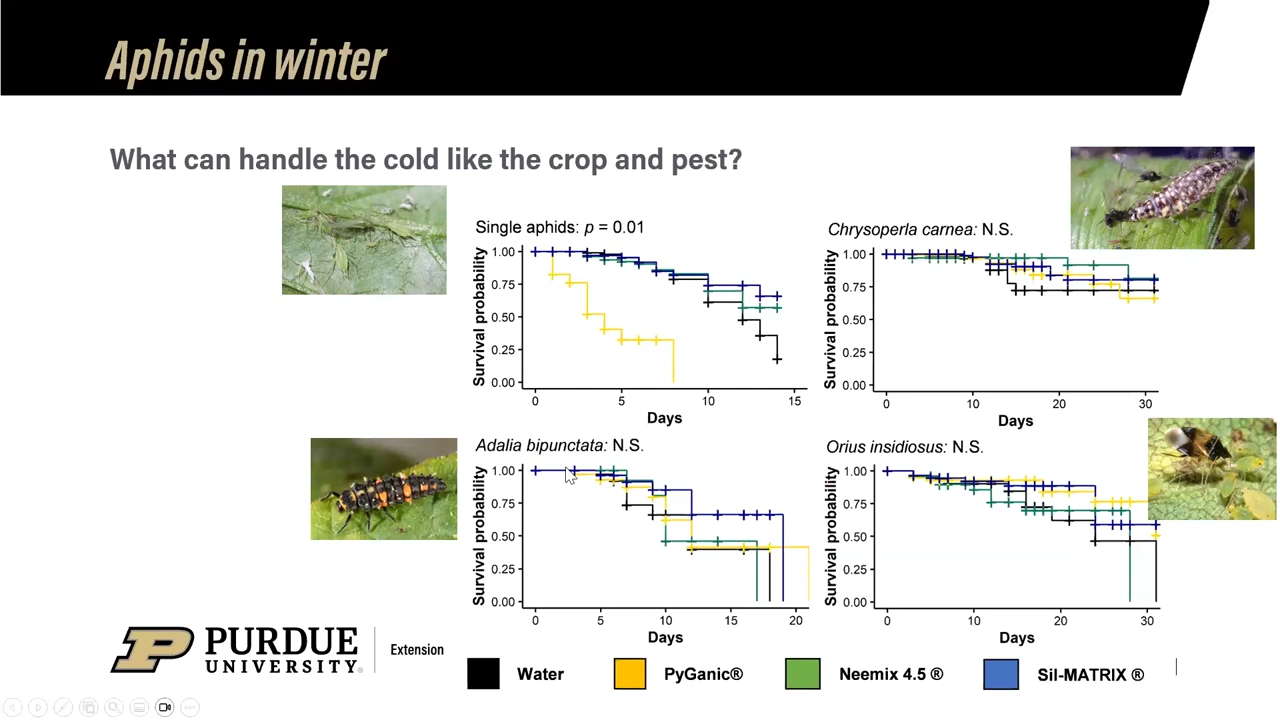 Aphids in winter
What can handle the cold like the crop and pest?
Single aphids: p = 0.01
Survival probability
1.00
0.75
0.50
0.25
0.00
0
5
10
15
Days
Chrysoperla carnea: N.S.
Survival probability
1.00
0.75
0.50
0.25
0.00
0
10
20
30
Days
Adalia bipunctata: N.S.
Survival probability
1.00
0.75
0.50
0.25
0.00
0
5
10
15
20
Days
Orius insidiosus: N.S.
Survival probability
1.00
0.75
0.50
0.25
0.00
0
10
20
30
Days
P PURDUE UNIVERSITY®
Extension
Water
PyGanic®
Neemix 4.5 ®
Sil-MATRIX ®